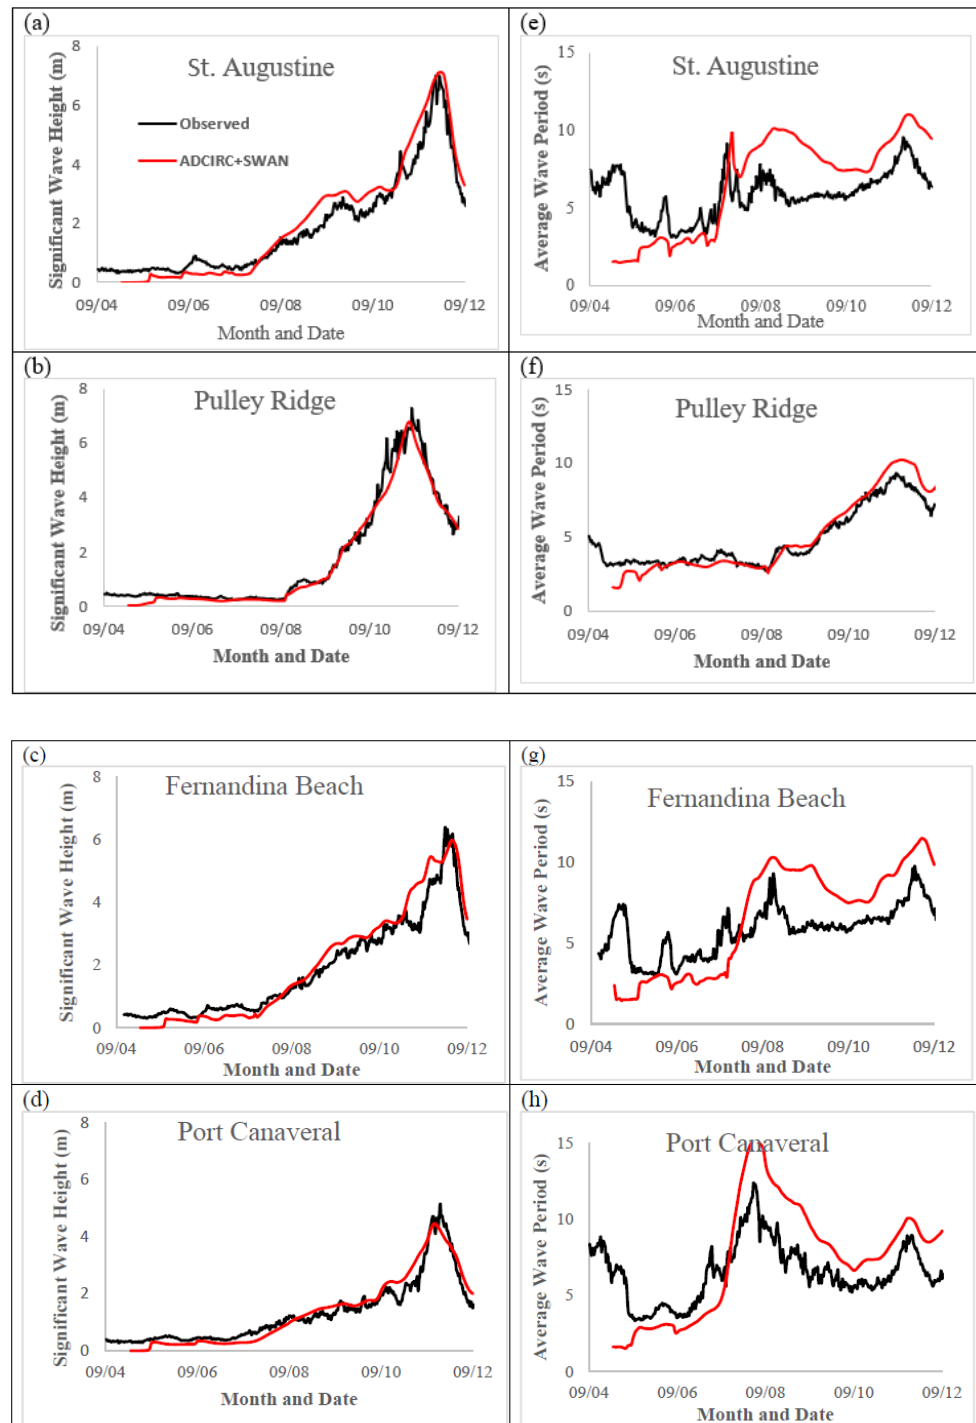 (a)
St. Augustine
Significant Wave Height (m)
8
6
4
2
0
Observed
ADCIRC+SWAN
09/04 09/06 09/08 09/10 09/12
Month and Date
(e)
St. Augustine
Average Wave Period (s)
15
10
5
0
09/04 09/06 09/08 09/10 09/12
Month and Date
(b)
Pulley Ridge
Significant Wave Height (m)
8
6
4
2
0
09/04 09/06 09/08 09/10 09/12
Month and Date
(f)
Pulley Ridge
Average Wave Period (s)
15
10
5
0
09/04 09/06 09/08 09/10 09/12
Month and Date
(c)
Fernandina Beach
Significant Wave Height (m)
8
6
4
2
0
09/04 09/06 09/08 09/10 09/12
Month and Date
(g)
Fernandina Beach
Average Wave Period (s)
15
10
5
0
09/04 09/06 09/08 09/10 09/12
Month and Date
(d)
Port Canaveral
Significant Wave Height (m)
8
6
4
2
0
09/04 09/06 09/08 09/10 09/12
Month and Date
(h)
Port Canaveral
Average Wave Period (s)
15
10
5
0
09/04 09/06 09/08 09/10 09/12
Month and Date